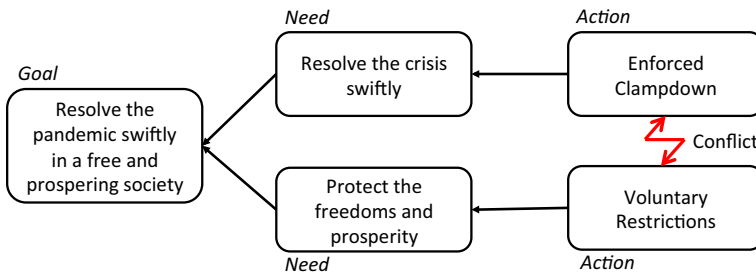 Need
Action
Goal
Resolve the crisis
swiftly
Enforced
Clampdown
Resolve the
pandemic swiftly
in a free and
prospering society
Conflict
Protect the
freedoms and
prosperity
Voluntary
Restrictions
Need
Action